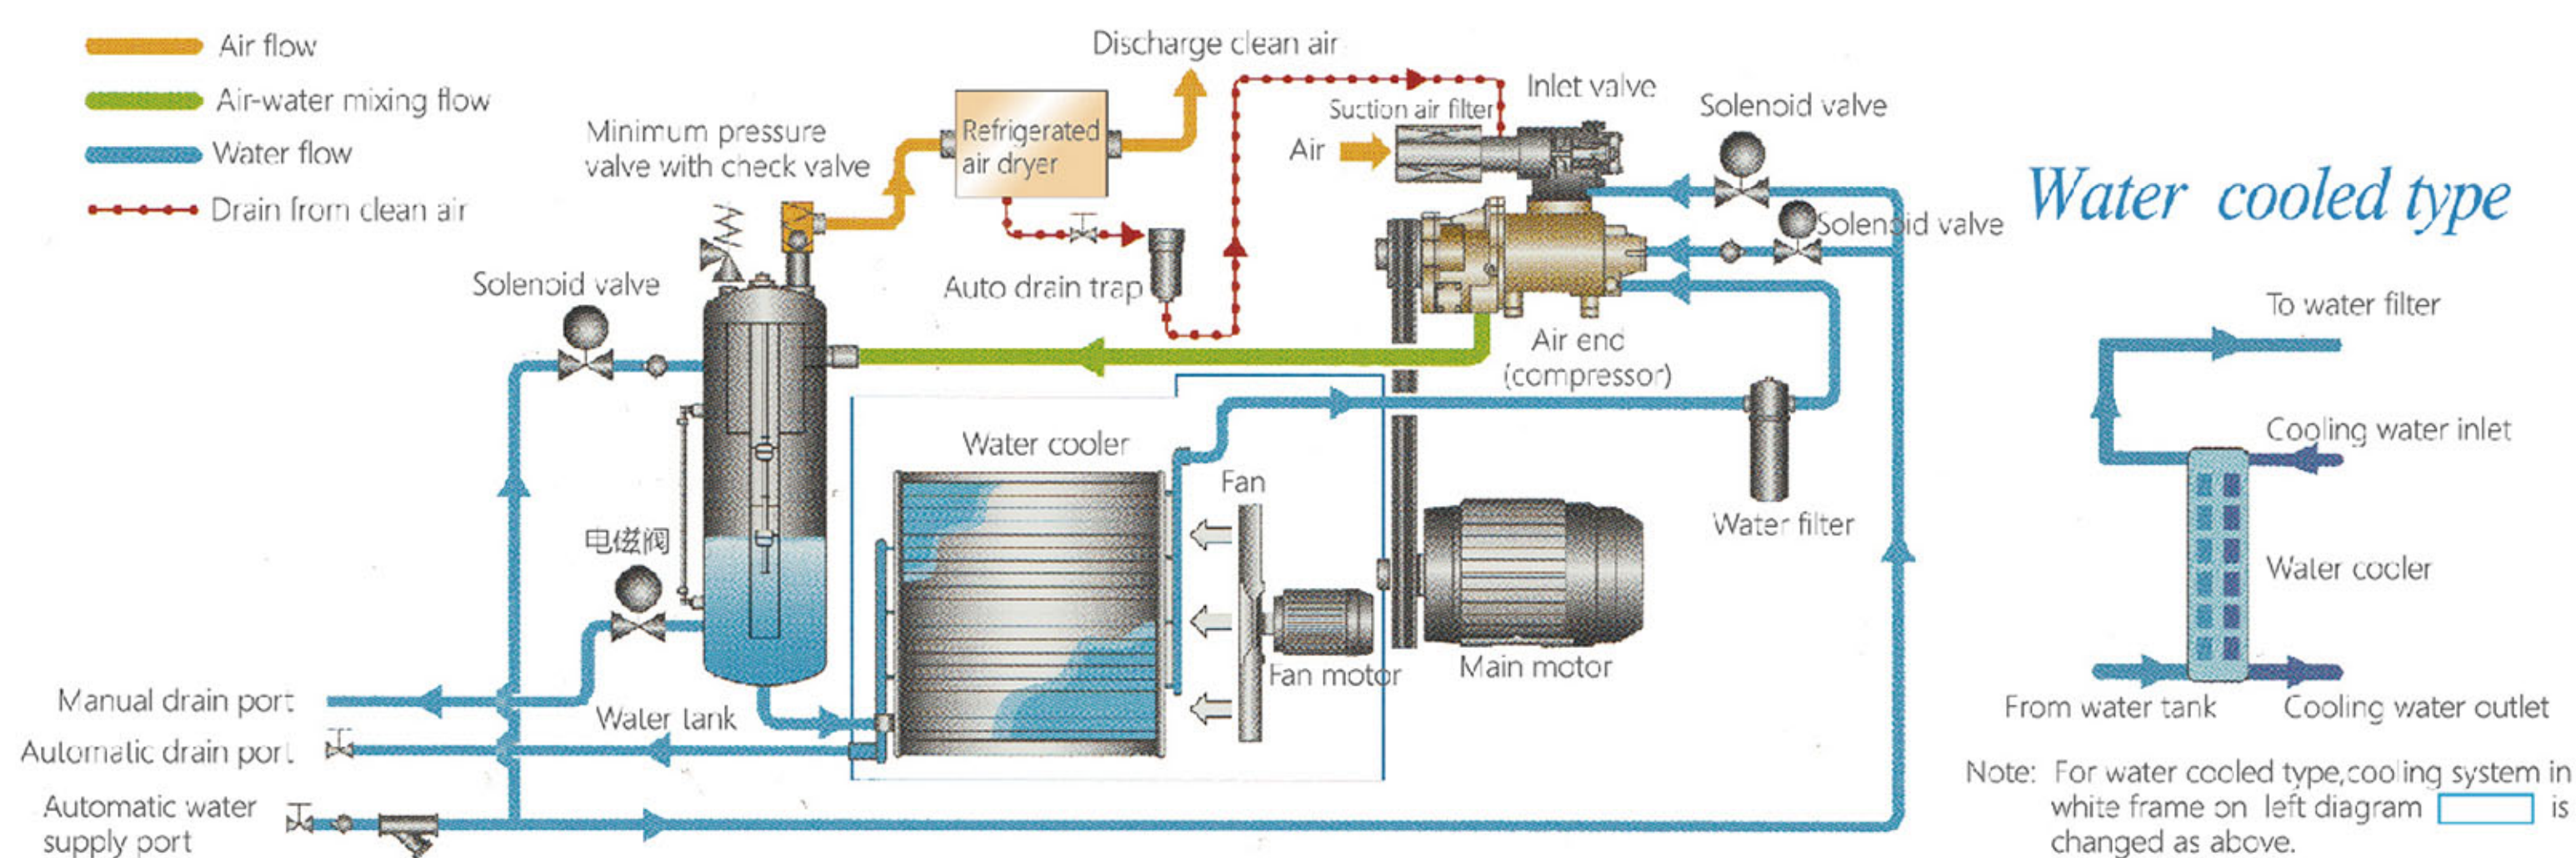 Air flow
Air-water mixing flow
Water flow
Drain from clean air
Minimum pressure
valve with check valve
Discharge clean air
Refrigerated
air dryer
Auto drain trap
Suction air filter
Air
Inlet valve
Solenoid valve
Solenoid valve
Solenoid valve
Air end
(compressor)
Water cooler
Fan
电磁阀
Water filter
Fan motor
Main motor
Water tank
Manual drain port
Automatic drain port
Automatic water
supply port
Water cooled type
To water filter
Cooling water inlet
Water cooler
From water tank
Cooling water outlet
Note: For water cooled type,cooling system in
white frame on left diagram is
changed as above.